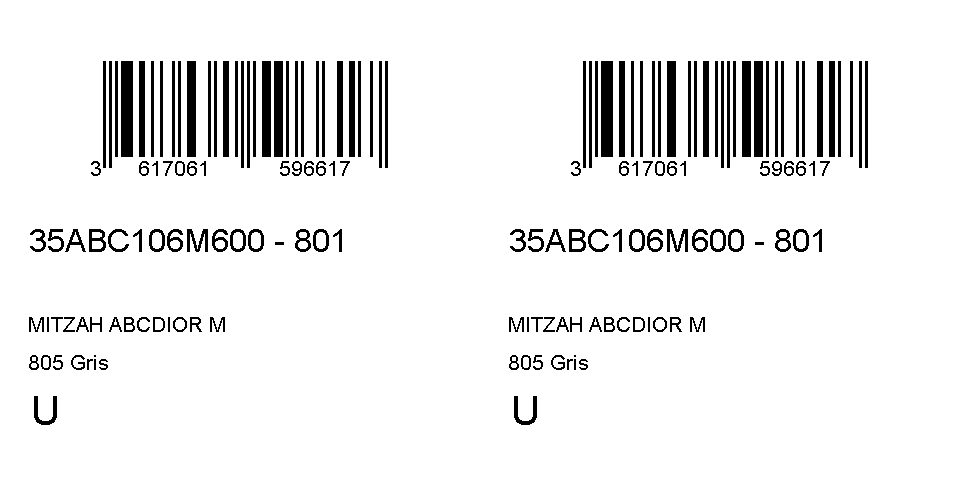 3 617061 596617
35ABC106M600 - 801
MITZAH ABCDIOR M
805 Gris
U
3 617061 596617
35ABC106M600 - 801
MITZAH ABCDIOR M
805 Gris
U